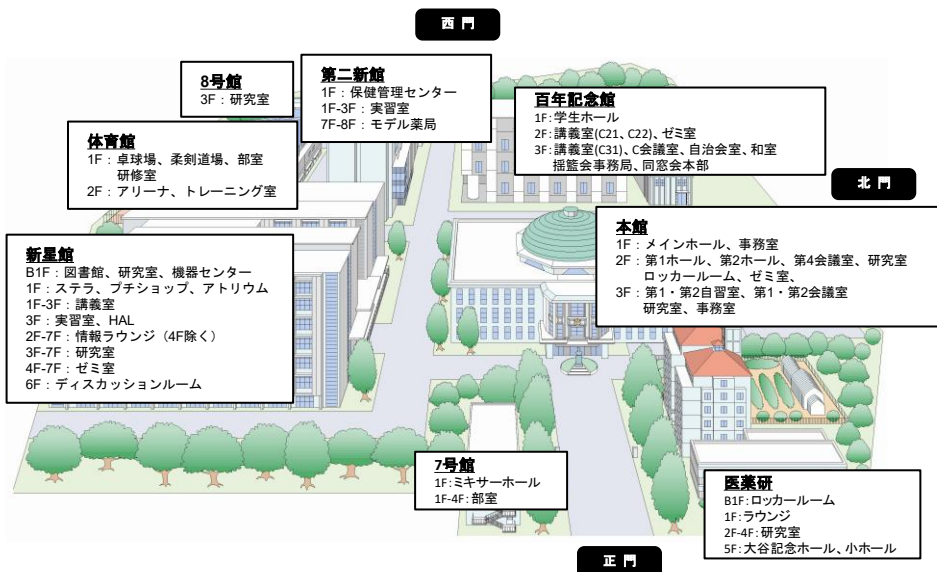 西 門
8号館
3F：研究室
第二新館
1F：保健管理センター
1F-3F：実習室
7F-8F：モデル薬局
百年記念館
1F：学生ホール
2F：講義室(C21、C22)、ゼミ室
3F：講義室(C31)、C会議室、自治会室、和室
揺籃会事務局、同窓会本部
体育館
1F：卓球場、柔剣道場、部室
研修室
2F：アリーナ、トレーニング室
北 門
本館
1F：メインホール、事務室
2F：第1ホール、第2ホール、第4会議室、研究室
ロッカールーム、ゼミ室、
3F：第1・第2自習室、第1・第2会議室
研究室、事務室
新星館
B1F：図書館、研究室、機器センター
1F：ステラ、プチショップ、アトリウム
1F-3F：講義室
3F：実習室、HAL
2F-7F：情報ラウンジ（4F除く）
3F-7F：研究室
4F-7F：ゼミ室
6F：ディスカッションルーム
7号館
1F：ミキサーホール
1F-4F：部室
医薬研
B1F：ロッカールーム
1F：ラウンジ
2F-4F：研究室
5F：大谷記念ホール、小ホール
正 門